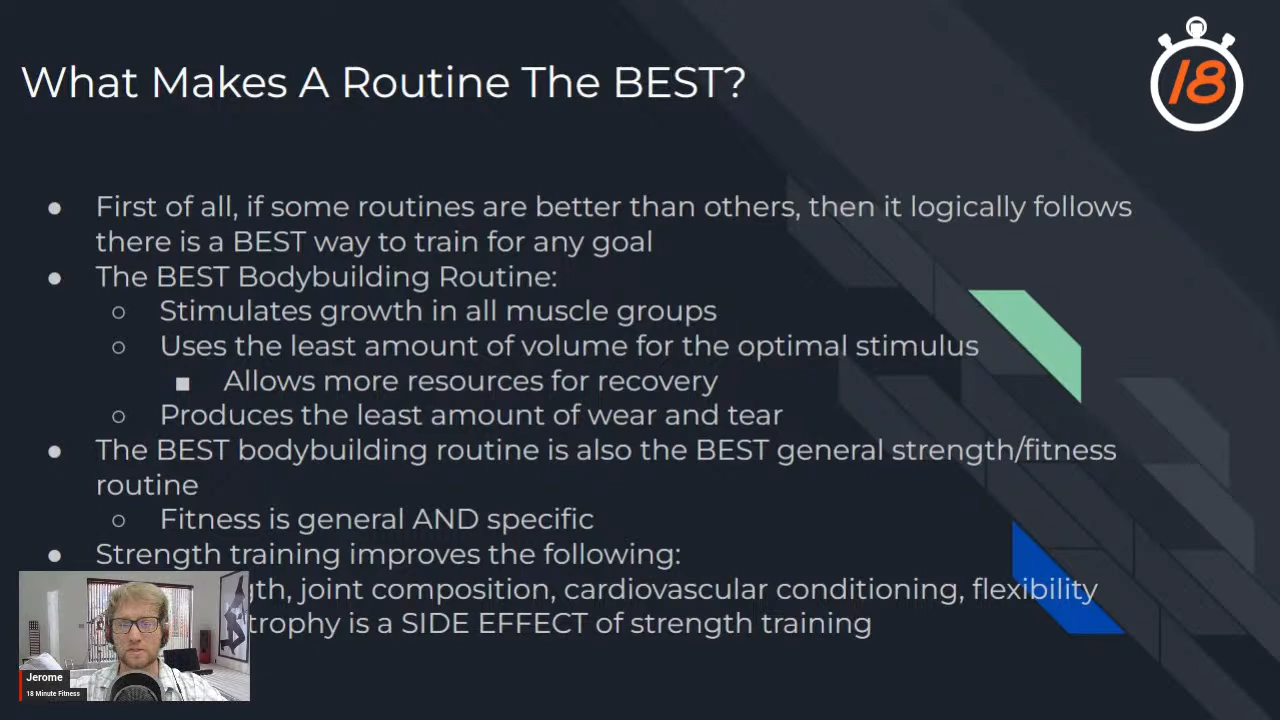 What Makes A Routine The BEST?
18
● First of all, if some routines are better than others, then it logically follows
there is a BEST way to train for any goal
● The BEST Bodybuilding Routine:
○ Stimulates growth in all muscle groups
○ Uses the least amount of volume for the optimal stimulus
■ Allows more resources for recovery
○ Produces the least amount of wear and tear
● The BEST bodybuilding routine is also the BEST general strength/fitness
routine
○ Fitness is general AND specific
● Strength training improves the following:
joint composition, cardiovascular conditioning, flexibility
is a SIDE EFFECT of strength training
Jerome
18 Minute Fitness